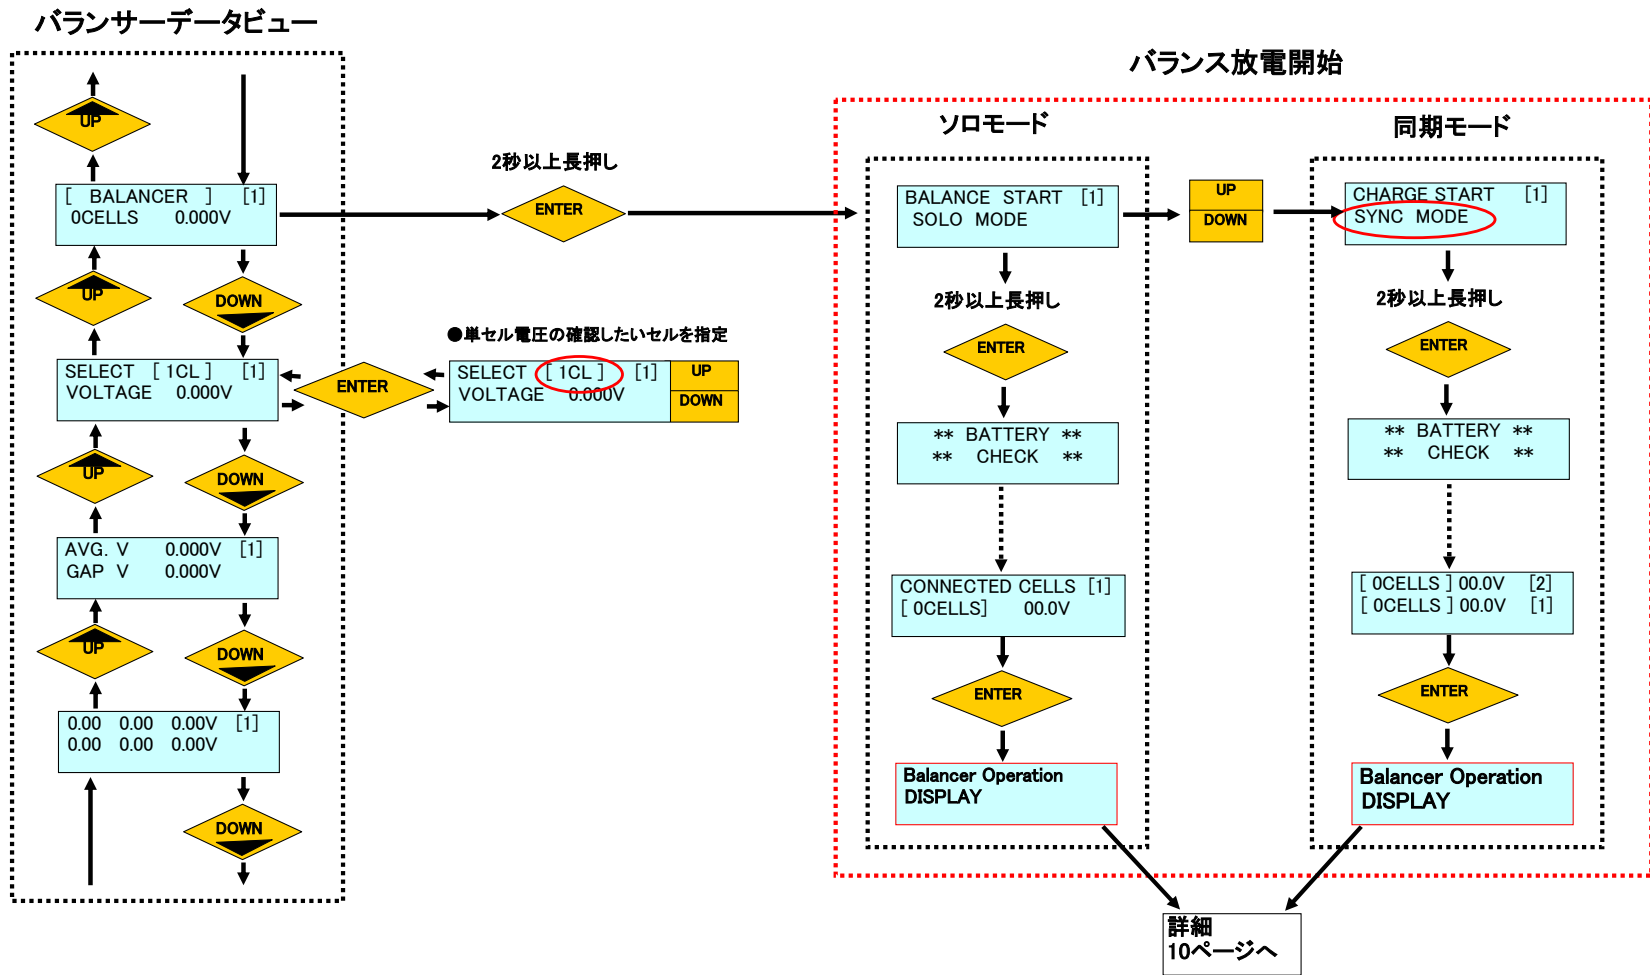 バランサーデータビュー
UP
[ BALANCER ] [1]
0CELLS 0.000V
UP
DOWN
SELECT [ 1CL ] [1]
VOLTAGE 0.000V
UP
DOWN
AVG. V 0.000V [1]
GAP V 0.000V
UP
DOWN
0.00 0.00 0.00V [1]
0.00 0.00 0.00V
DOWN
2秒以上長押し
ENTER
●単セル電圧の確認したいセルを指定
ENTER
SELECT [ 1CL ] [1]
VOLTAGE 0.000V
UP
DOWN
バランス放電開始
ソロモード
BALANCE START [1]
SOLO MODE
2秒以上長押し
ENTER
** BATTERY **
** CHECK **
CONNECTED CELLS [1]
[ 0CELLS] 00.0V
ENTER
Balancer Operation
DISPLAY
UP
DOWN
同期モード
CHARGE START [1]
SYNC MODE
2秒以上長押し
ENTER
** BATTERY **
** CHECK **
[ 0CELLS ] 00.0V [2]
[ 0CELLS ] 00.0V [1]
ENTER
Balancer Operation
DISPLAY
詳細
10ページへ